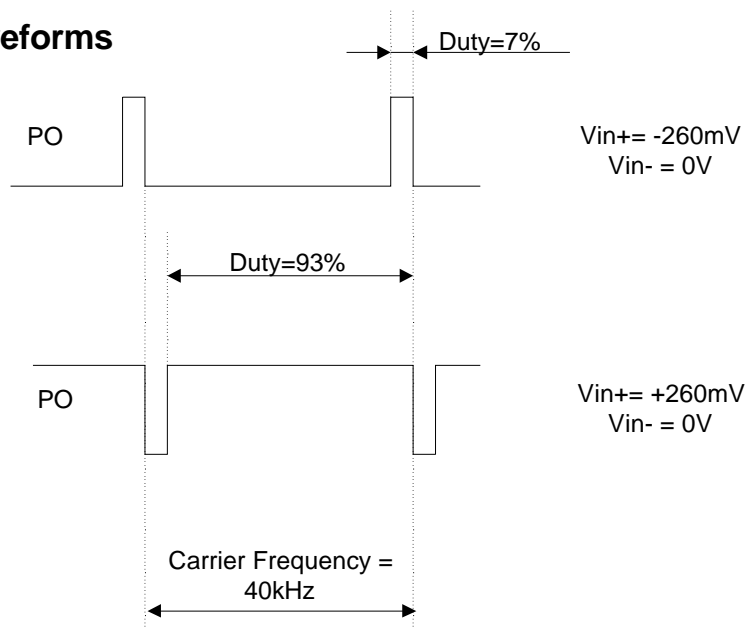 eforms
Duty=7%
PO
Vin+= -260mV
Vin- = 0V
Duty=93%
PO
Vin+= +260mV
Vin- = 0V
Carrier Frequency =
40kHz